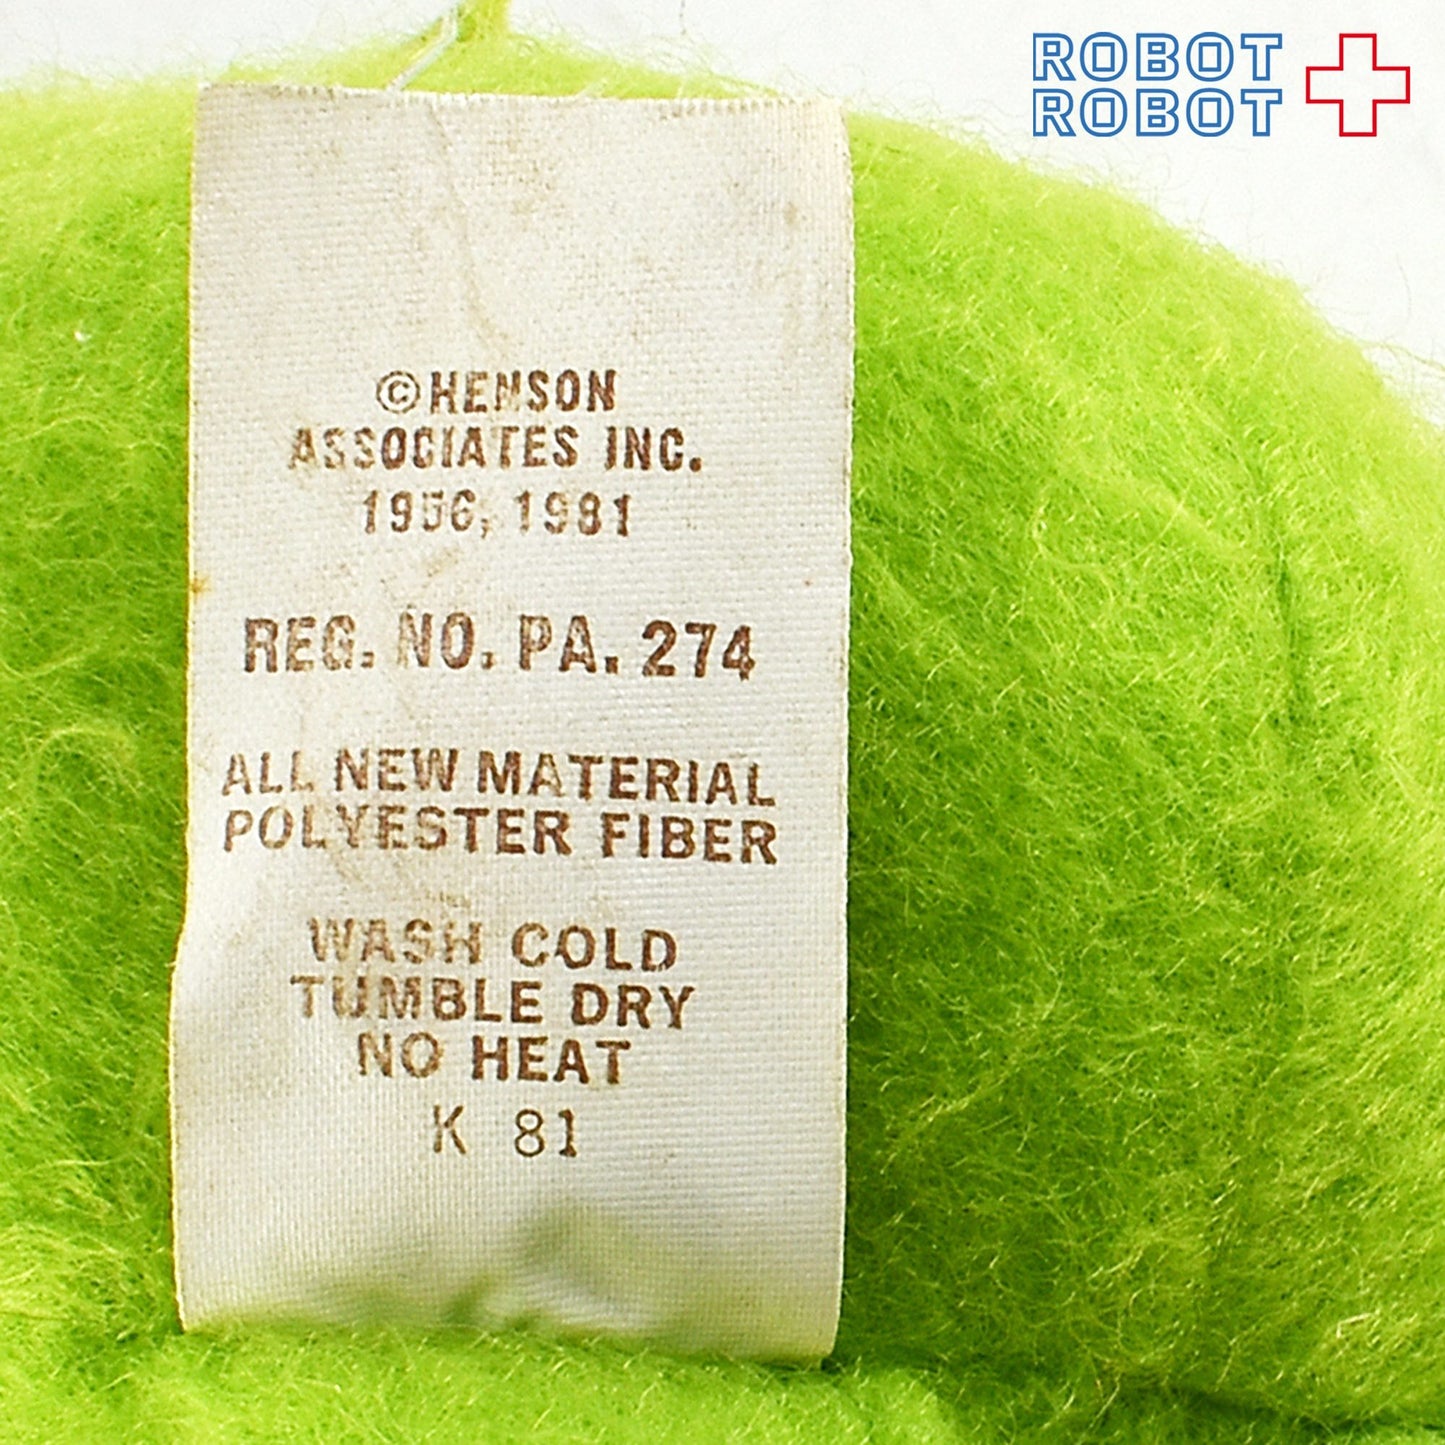 ROBOT
ROBOT
©HENSON
ASSOCIATES INC.
1956, 1981
REG. NO. PA. 274
ALL NEW MATERIAL
POLYESTER FIBER
WASH COLD
TUMBLE DRY
NO HEAT
K 81